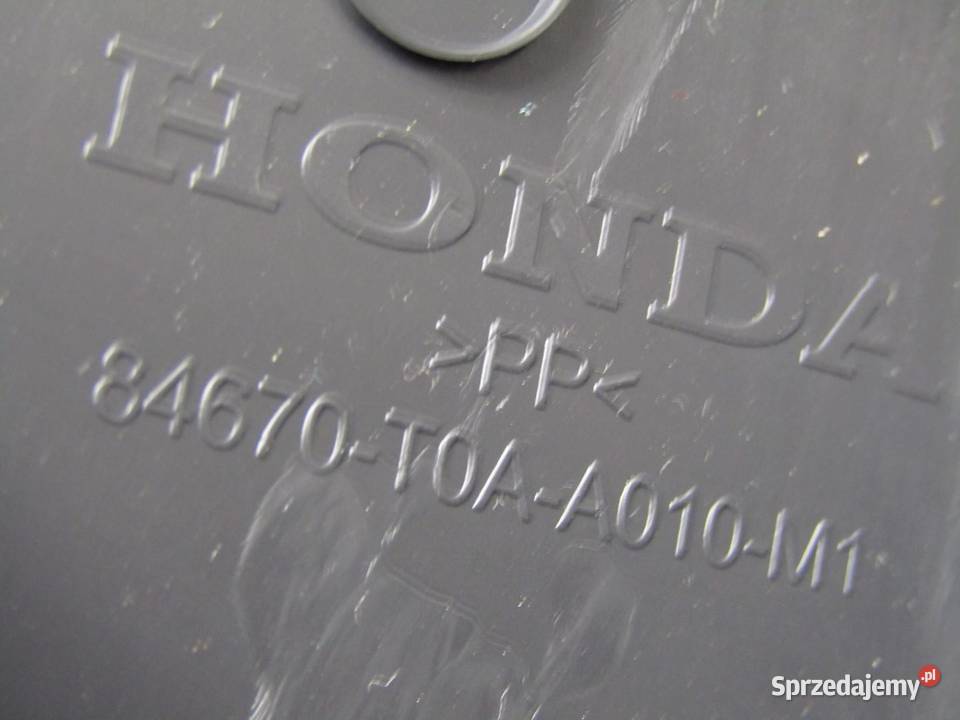 HONDA
>PP<
84670-T0A-A010-M1
Sprzedajemy.pl